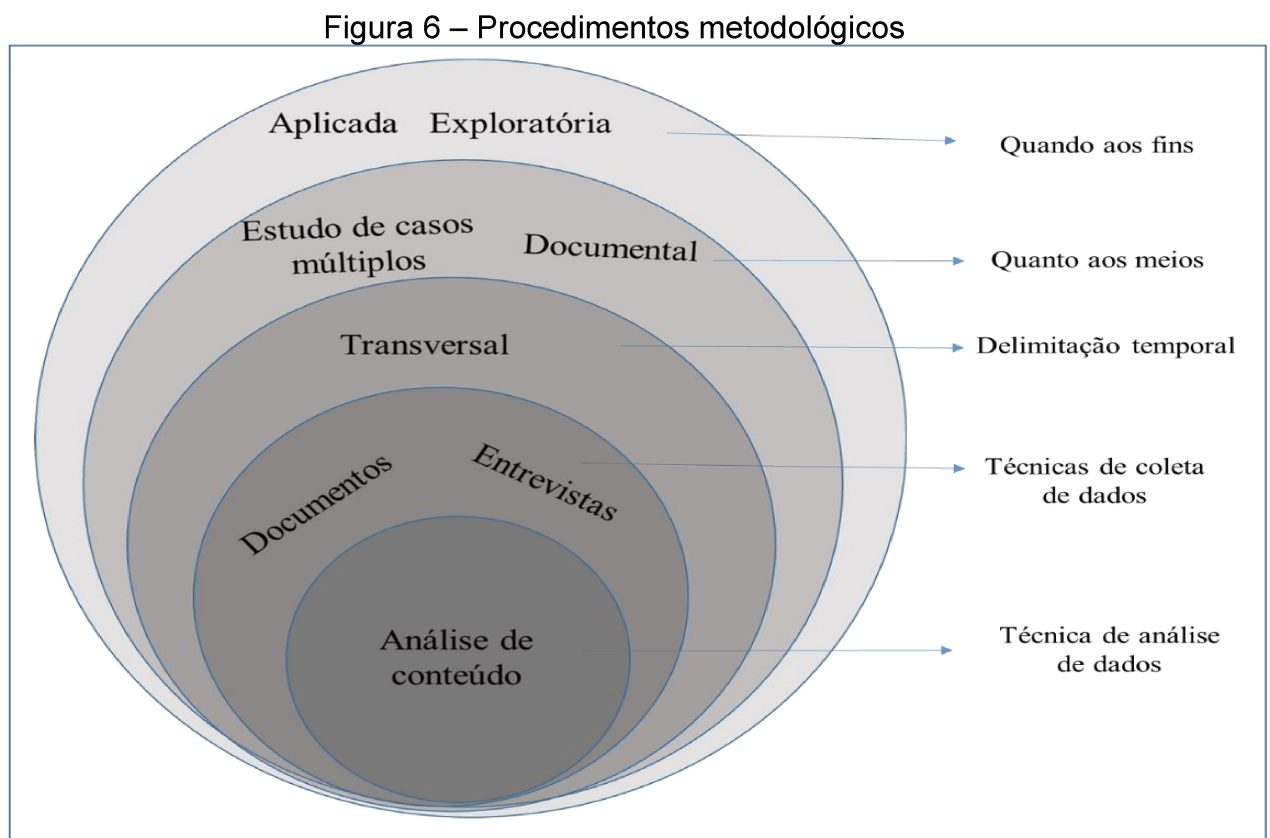 Figura 6 – Procedimentos metodológicos
Aplicada Exploratória
Quando aos fins
Estudo de casos
múltiplos
Documental
Quanto aos meios
Transversal
Delimitação temporal
Documentos
Entrevistas
Técnicas de coleta
de dados
Análise de
conteúdo
Técnica de análise
de dados